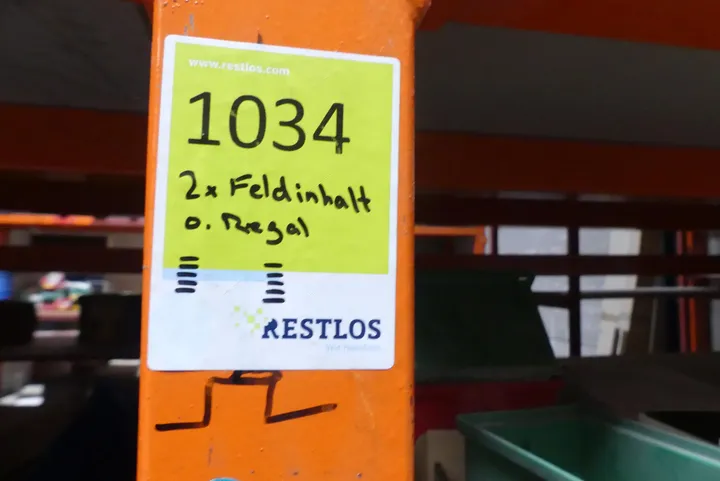 www.restlos.com
1034
2x Feldinhalt
o. Regal
RESTLOS